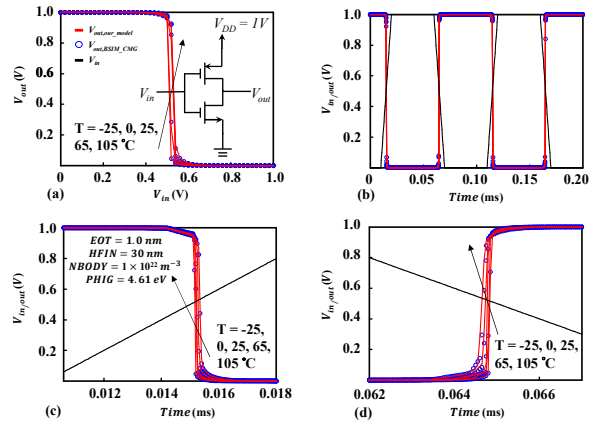 1.0
0.8
0.6
0.4
0.2
V_out(V)
V_out,our_model
V_out,BSIM_CMG
V_in
V_DD = 1V
V_in
V_out
T = -25, 0, 25,
65, 105 °C
0 0.2 0.4 0.6 0.8 1.0
V_in(V)
(a)
1.0
0.8
0.6
0.4
0.2
V_in/out(V)
0 0.05 0.10 0.15 0.20
Time(ms)
(b)
1.0
0.8
0.6
0.4
0.2
V_in/out(V)
EOT = 1.0 nm
HFIN = 30 nm
NBODY = 1 × 10^22 m^-3
PHIG = 4.61 eV
T = -25,
0, 25, 65,
105 °C
0.012 0.014 0.016 0.018
Time(ms)
(c)
1.0
0.8
0.6
0.4
0.2
V_in/out(V)
T = -25, 0, 25,
65, 105 °C
0.062 0.064 0.066
Time(ms)
(d)